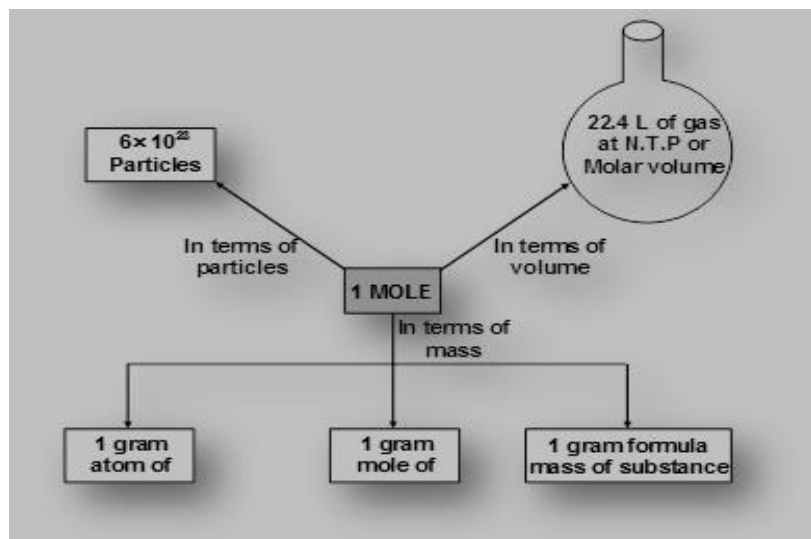 6× 10²³
Particles
22.4 L of gas
at N.T.P or
Molar volume
In terms of
particles
In terms of
volume
1 MOLE
In terms of
mass
1 gram
atom of
1 gram
mole of
1 gram formula
mass of substance